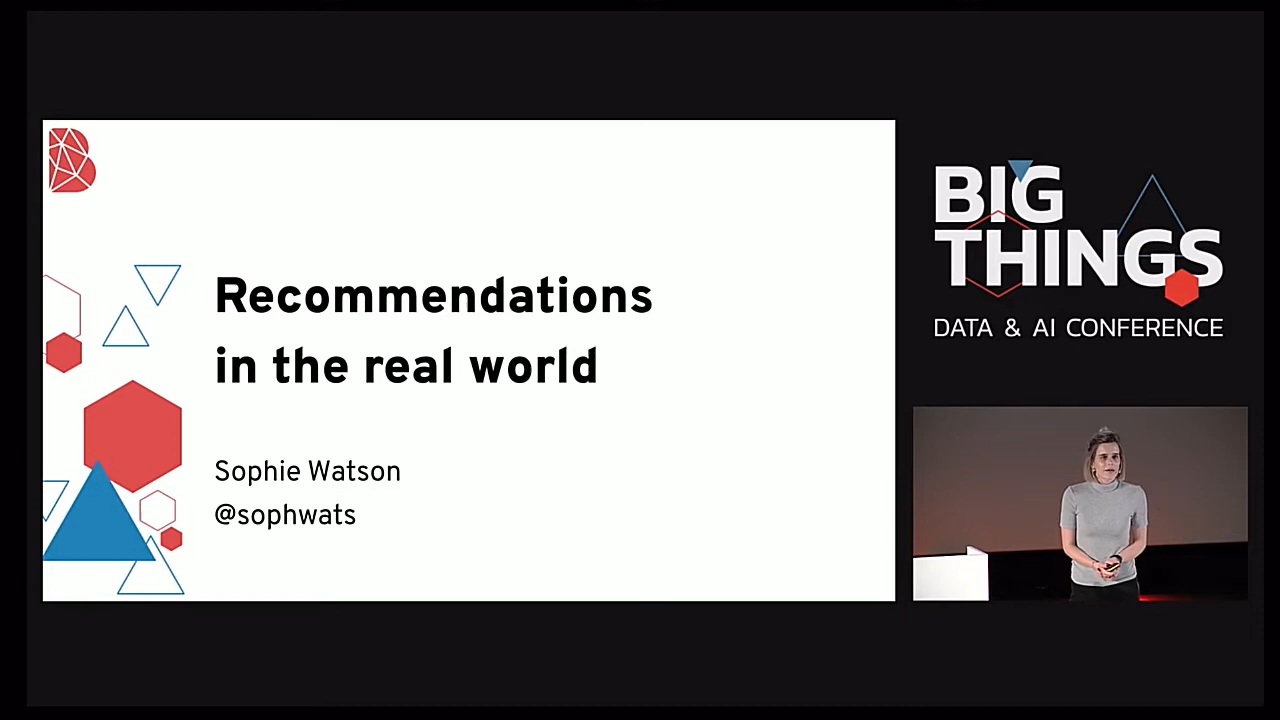 Recommendations
in the real world
Sophie Watson
@sophwats
BIG
THINGS
DATA & AI CONFERENCE